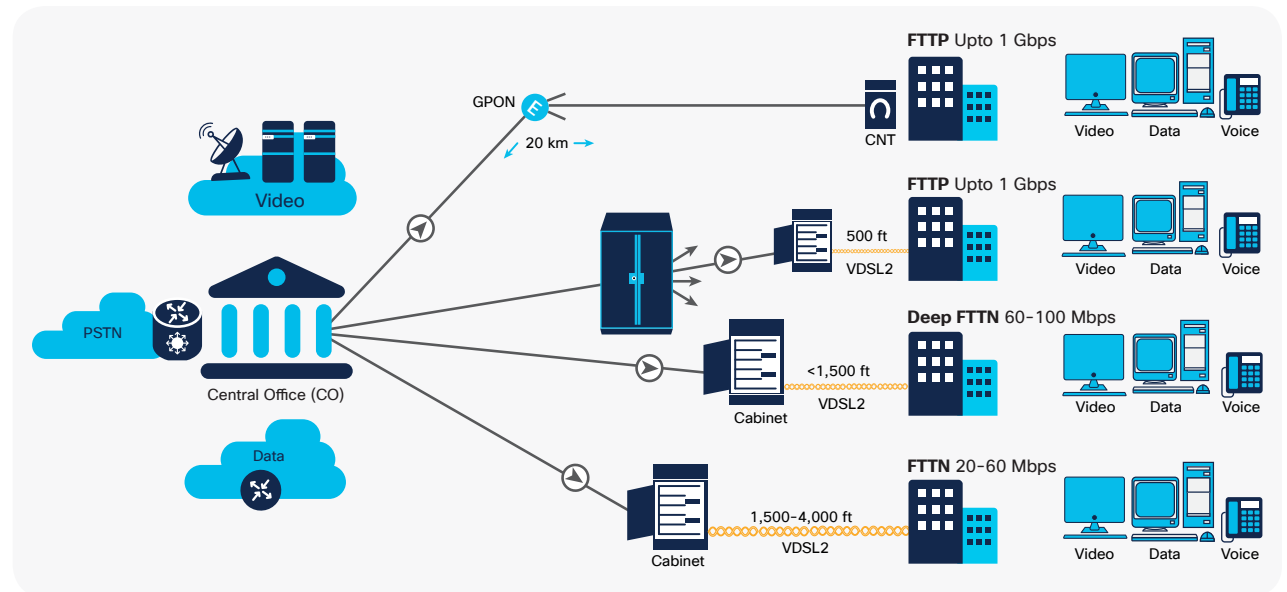 FTTP Upto 1 Gbps
GPON
20 km
CNT
Video
Data
Voice
Video
FTTP Upto 1 Gbps
500 ft
VDSL2
Video
Data
Voice
PSTN
Central Office (CO)
Deep FTTN 60-100 Mbps
<1,500 ft
VDSL2
Cabinet
Video
Data
Voice
Data
FTTN 20-60 Mbps
1,500-4,000 ft
VDSL2
Cabinet
Video
Data
Voice